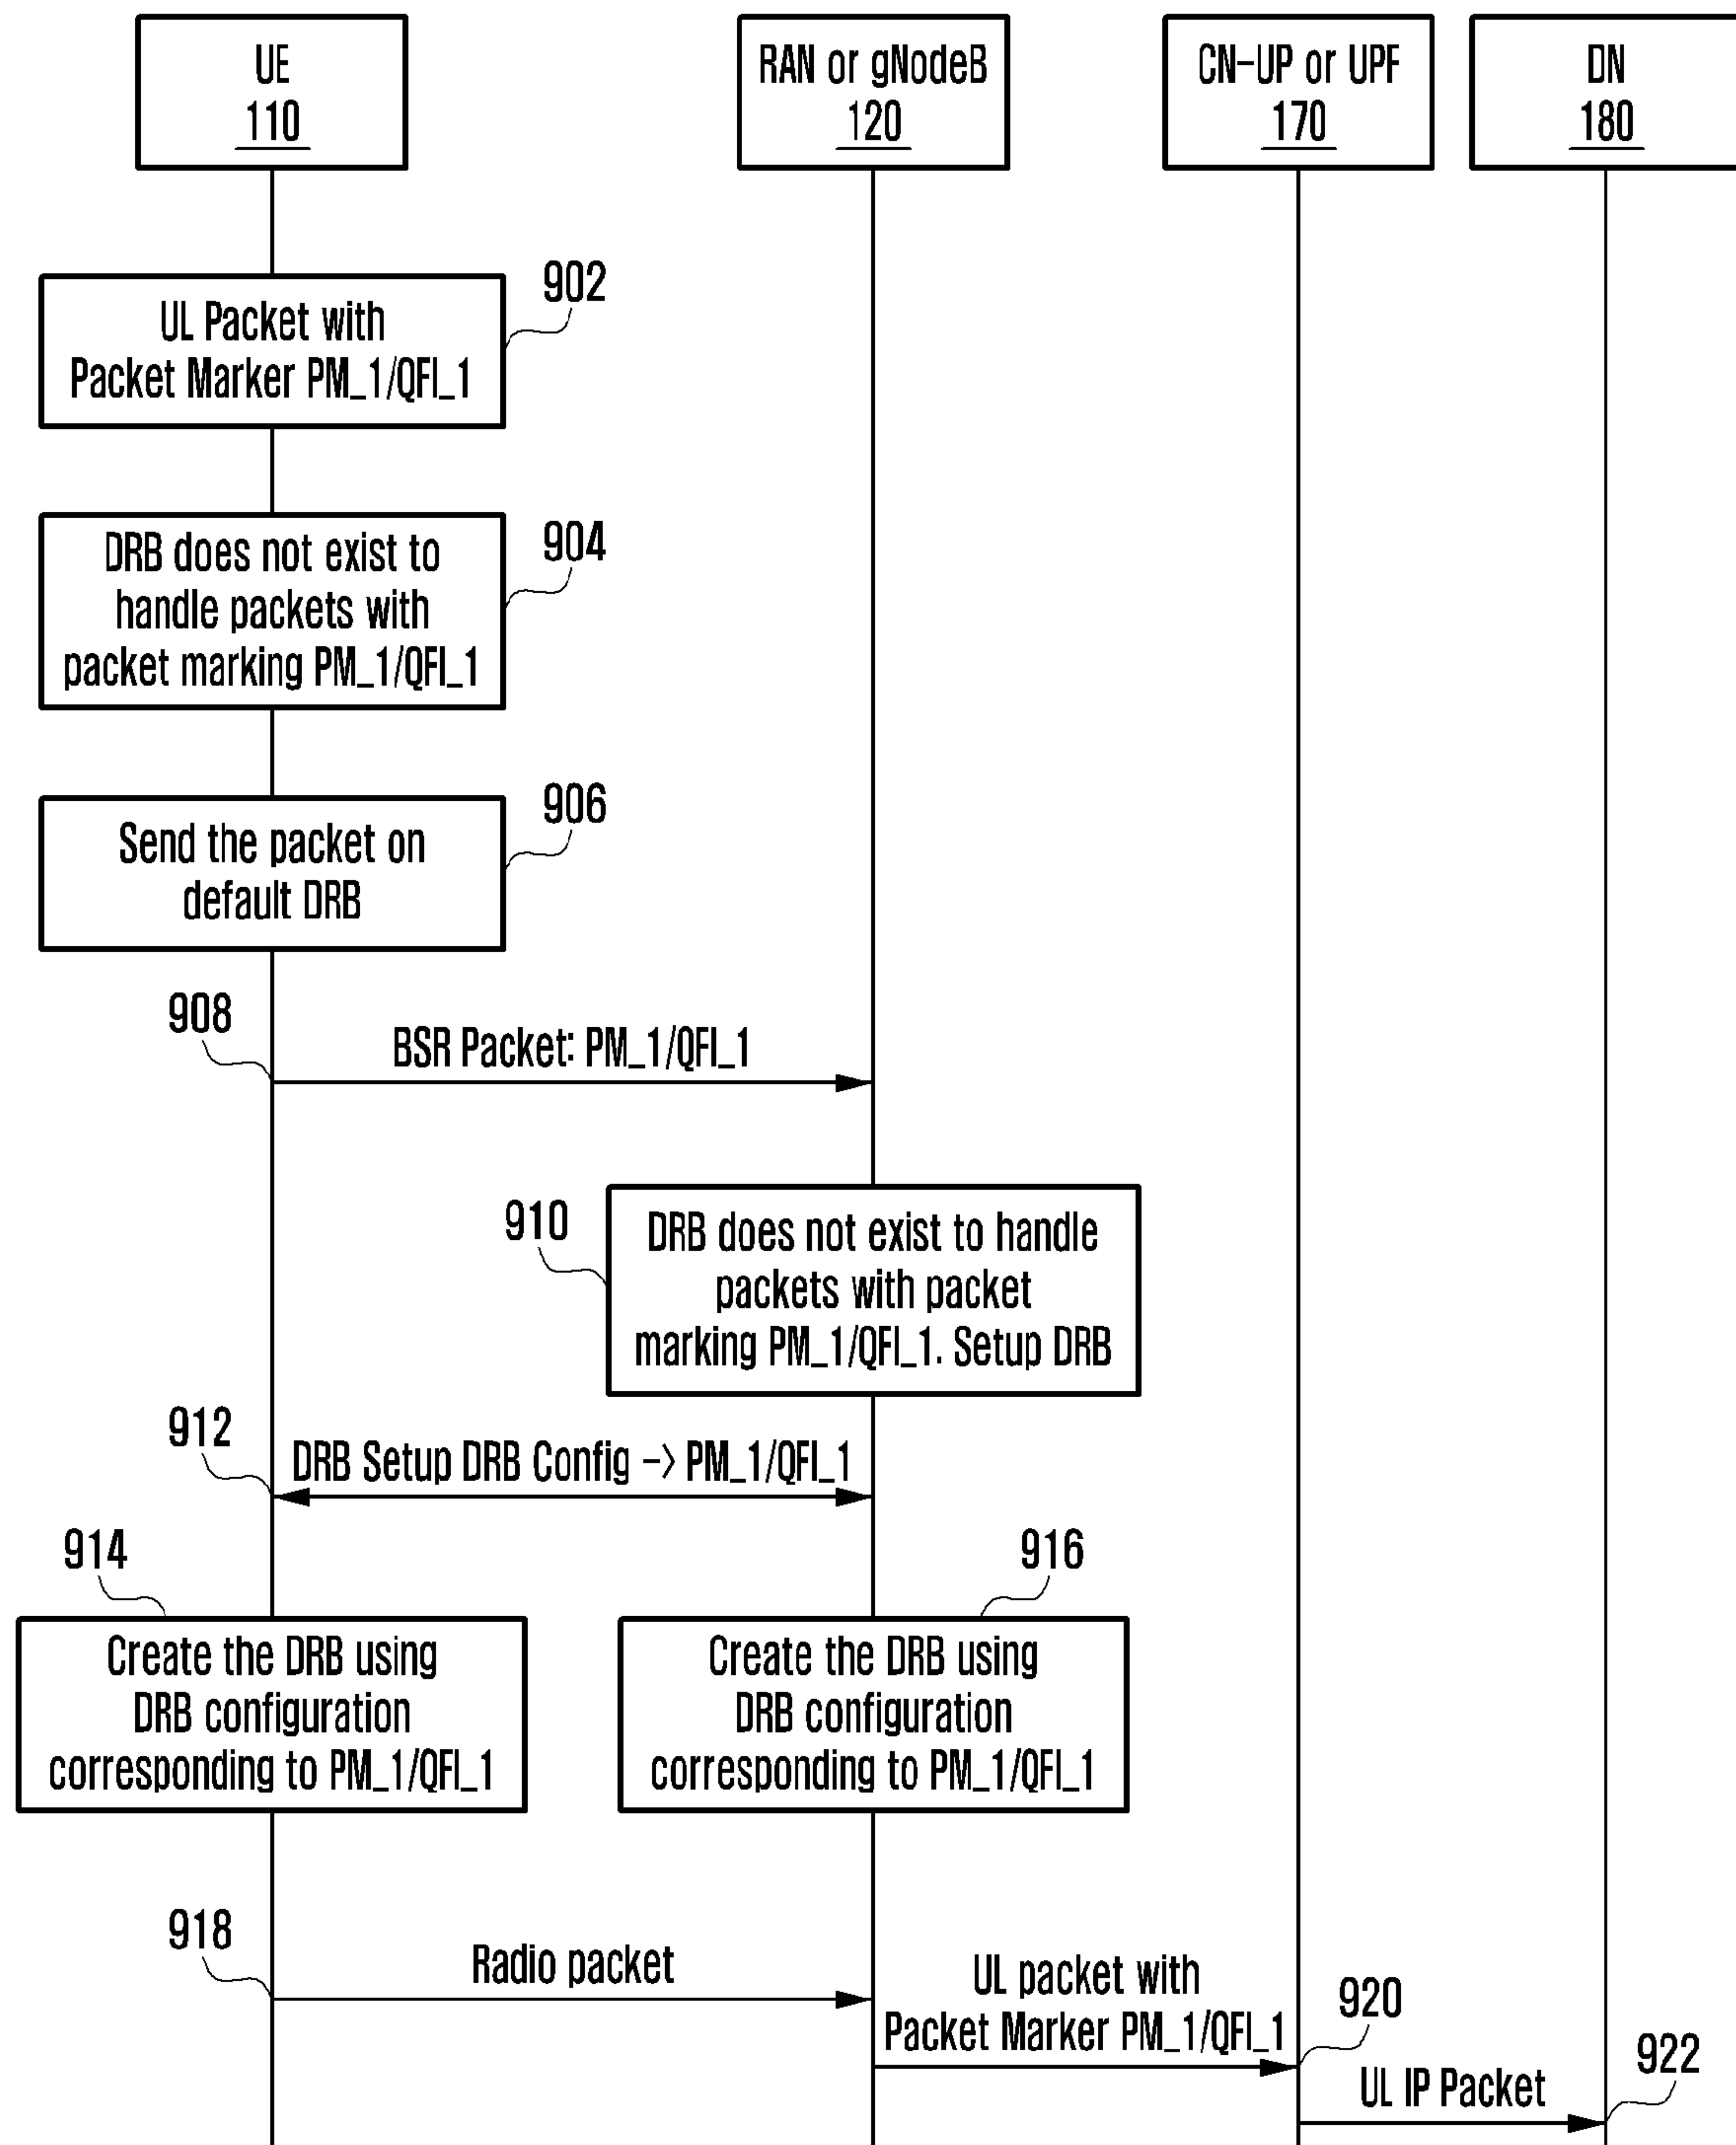 UE
110
RAN or gNodeB
120
CN-UP or UPF
170
DN
180
902
UL Packet with
Packet Marker PM_1/QFI_1
904
DRB does not exist to
handle packets with
packet marking PM_1/QFI_1
906
Send the packet on
default DRB
908
BSR Packet: PM_1/QFI_1
910
DRB does not exist to handle
packets with packet
marking PM_1/QFI_1. Setup DRB
912
DRB Setup DRB Config -> PM_1/QFI_1
914
916
Create the DRB using
DRB configuration
corresponding to PM_1/QFI_1
Create the DRB using
DRB configuration
corresponding to PM_1/QFI_1
918
Radio packet
UL packet with
Packet Marker PM_1/QFI_1
920
UL IP Packet
922